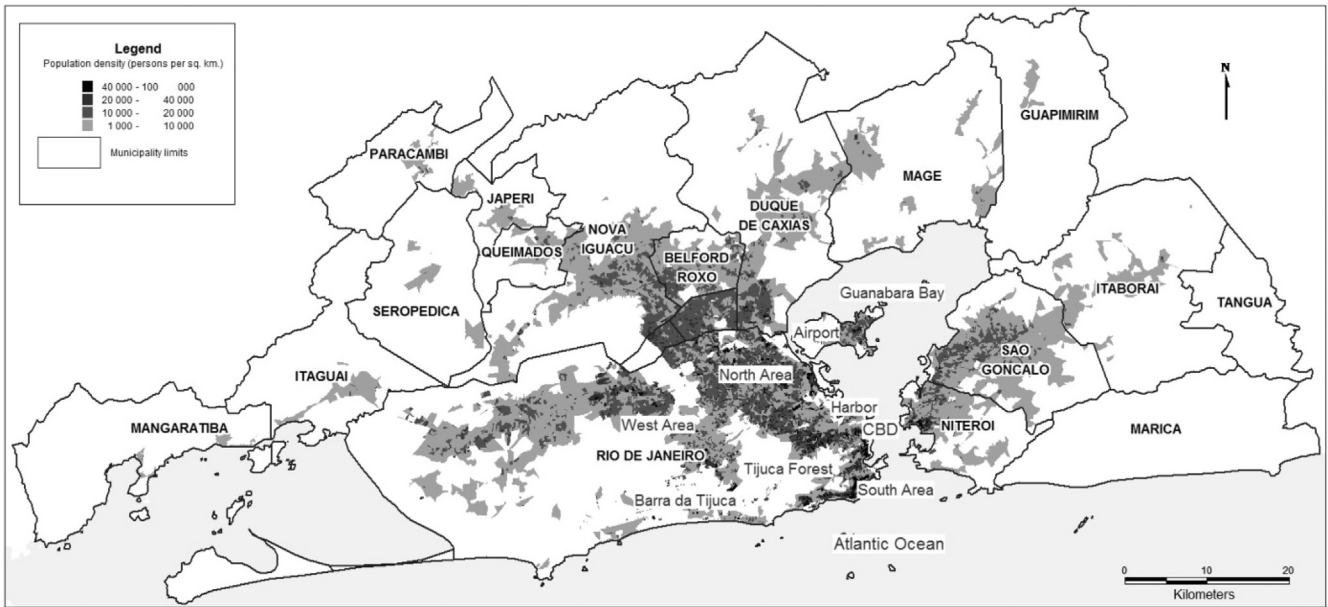 Legend
Population density (persons per sq. km.)
40 000 - 100 000
20 000 - 40 000
10 000 - 20 000
1 000 - 10 000
Municipality limits
N
GUAPIMIRIM
PARACAMBI
MAGE
JAPERI
DUQUE
DE CAXIAS
NOVA
IGUACU
QUEIMADOS
BELFORD
ROXO
ITABORAI
Guanabara Bay
TANGUA
SEROPEDICA
Airport
SAO
GONCALO
ITAGUAI
North Area
Harbor
MANGARATIBA
West Area
CBD
NITEROI
MARICA
RIO DE JANEIRO
Tijuca Forest
South Area
Barra da Tijuca
Atlantic Ocean
0 10 20
Kilometers